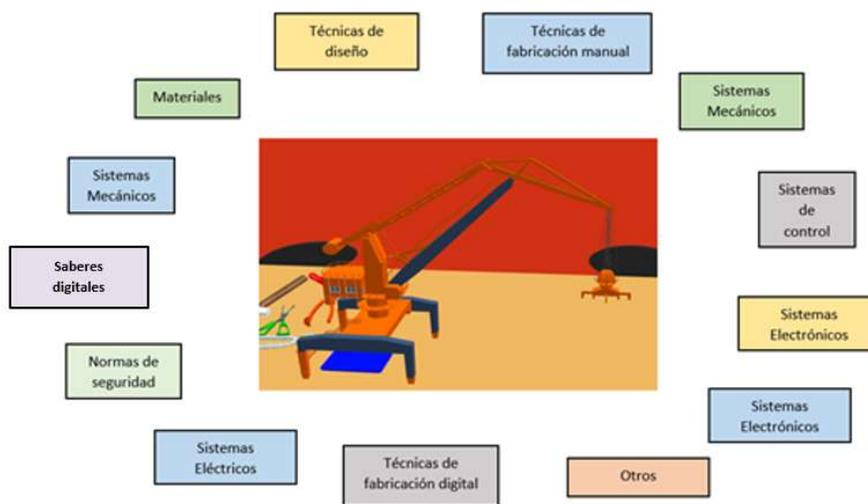 Técnicas de
diseño
Técnicas de
fabricación manual
Materiales
Sistemas
Mecánicos
Sistemas
Mecánicos
Sistemas
de
control
Saberes
digitales
Sistemas
Electrónicos
Normas de
seguridad
Sistemas
Electrónicos
Sistemas
Eléctricos
Técnicas de
fabricación digital
Otros